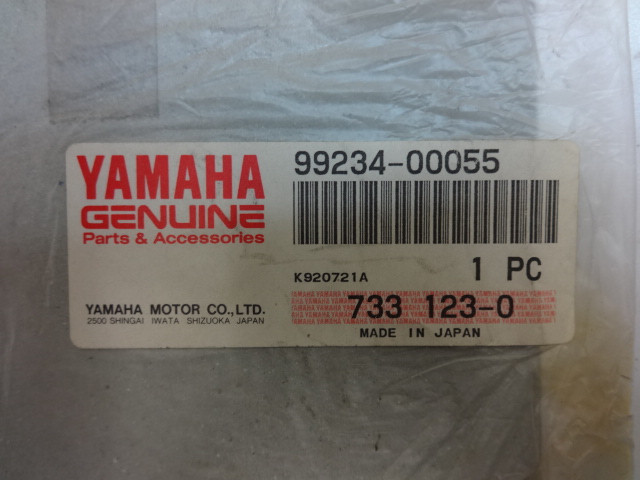 YAMAHA
GENUINE
Parts & Accessories
YAMAHA MOTOR CO.,LTD.
2500 SHINGAI IWATA SHIZUOKA JAPAN
99234-00055
K920721A
1 PC
733 123-0
MADE IN JAPAN